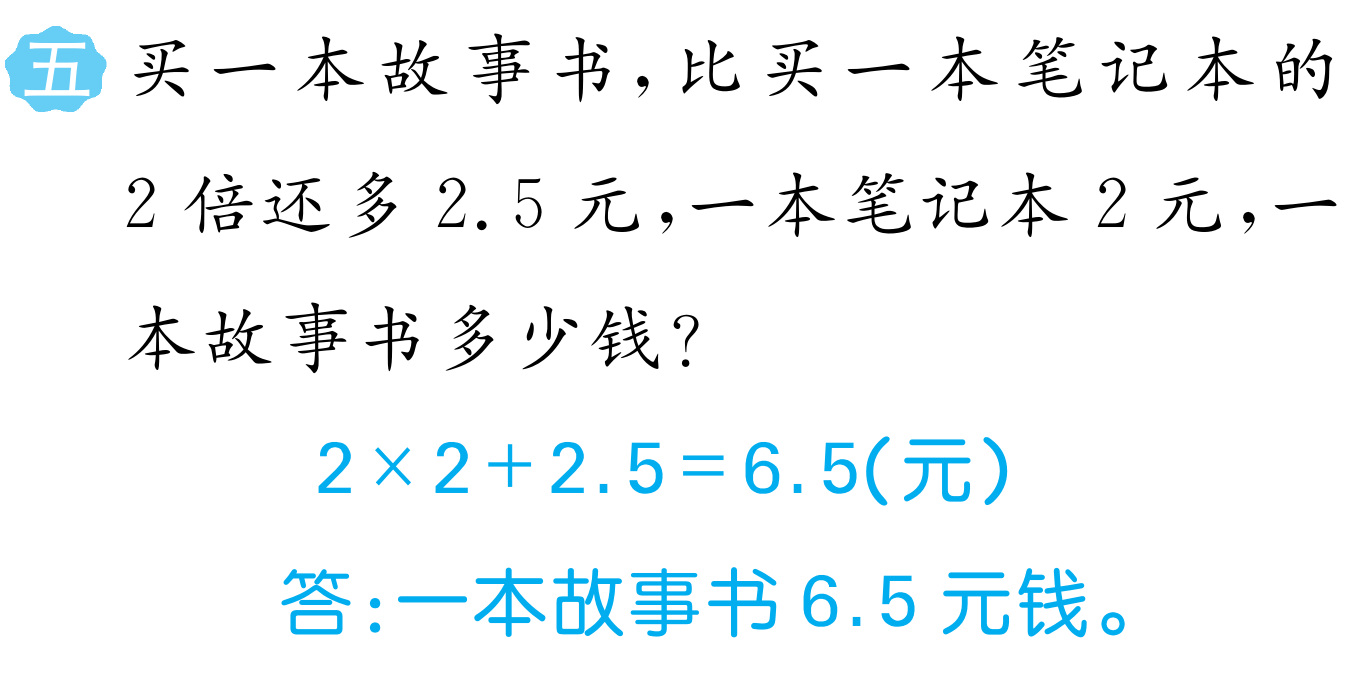 五 买一本故事书,比买一本笔记本的
2倍还多2.5元,一本笔记本2元,一
本故事书多少钱?
2×2+2.5=6.5(元)
答:一本故事书6.5元钱。